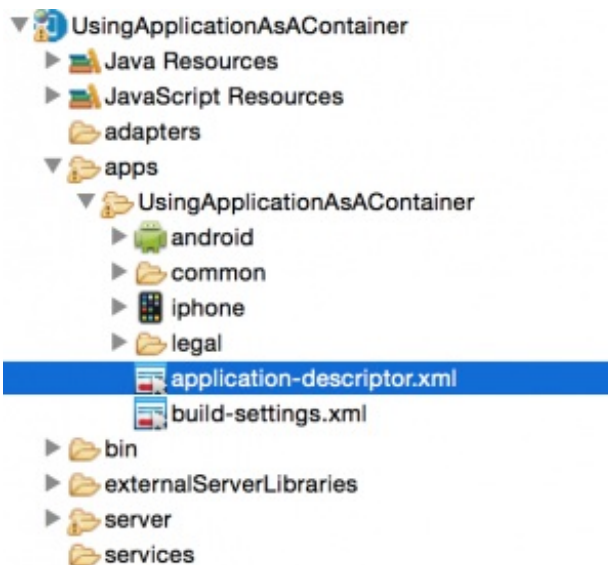 UsingApplicationAsAContainer
Java Resources
JavaScript Resources
adapters
apps
UsingApplicationAsAContainer
android
common
iphone
legal
application-descriptor.xml
build-settings.xml
bin
externalServerLibraries
server
services